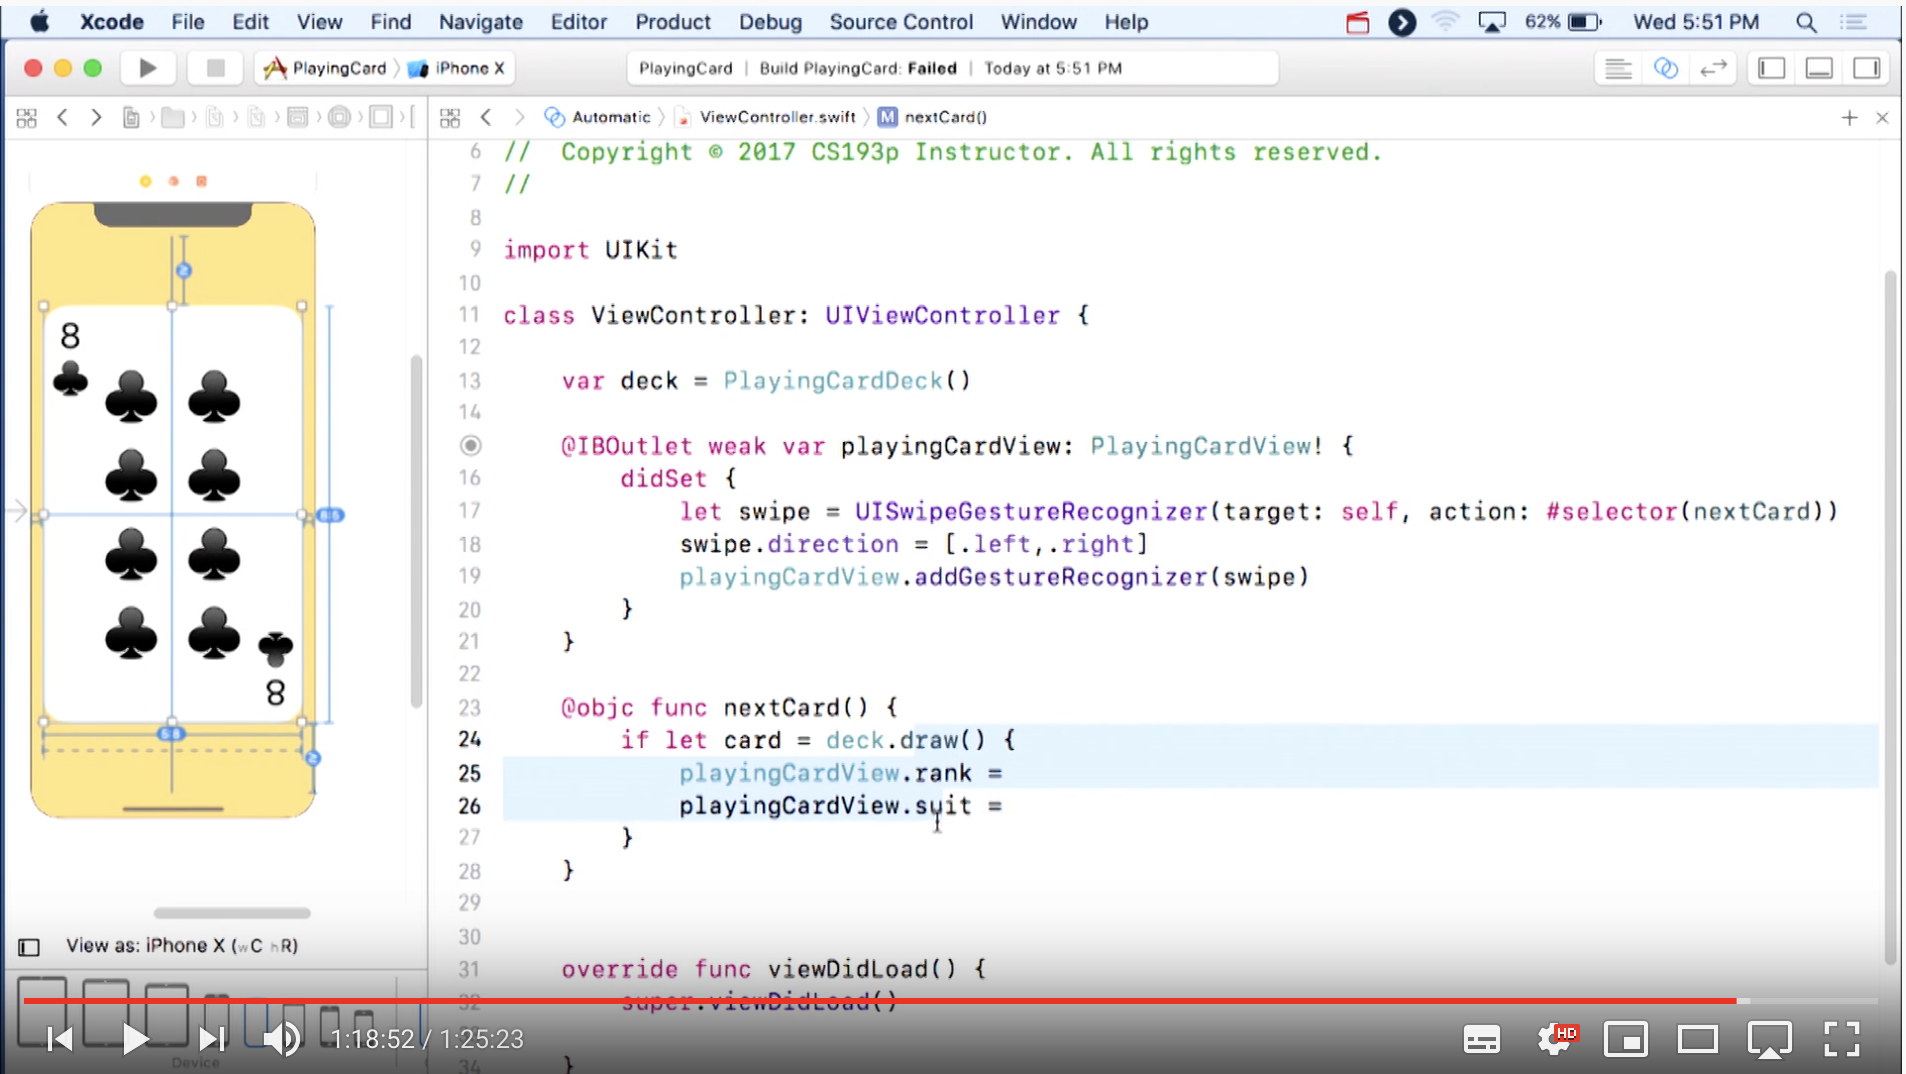 Xcode File Edit View Find Navigate Editor Product Debug Source Control Window Help 62% Wed 5:51 PM
PlayingCard iPhone X PlayingCard | Build PlayingCard: Failed | Today at 5:51 PM
Automatic ViewController.swift M nextCard()
6 // Copyright © 2017 CS193p Instructor. All rights reserved.
7 //
8
9 import UIKit
10
11 class ViewController: UIViewController {
12
13 var deck = PlayingCardDeck()
14
@IBOutlet weak var playingCardView: PlayingCardView! {
16 didSet {
17 let swipe = UISwipeGestureRecognizer(target: self, action: #selector(nextCard))
18 swipe.direction = [.left,.right]
19 playingCardView.addGestureRecognizer(swipe)
20 }
21 }
22
23 @objc func nextCard() {
24 if let card = deck.draw() {
25 playingCardView.rank =
26 playingCardView.suit =
27 }
28 }
29
30
31 override func viewDidLoad() {
32 super.viewDidLoad()
34 }
8
8
View as: iPhone X (wC hR)
Device
1:18:52 / 1:25:23
HD